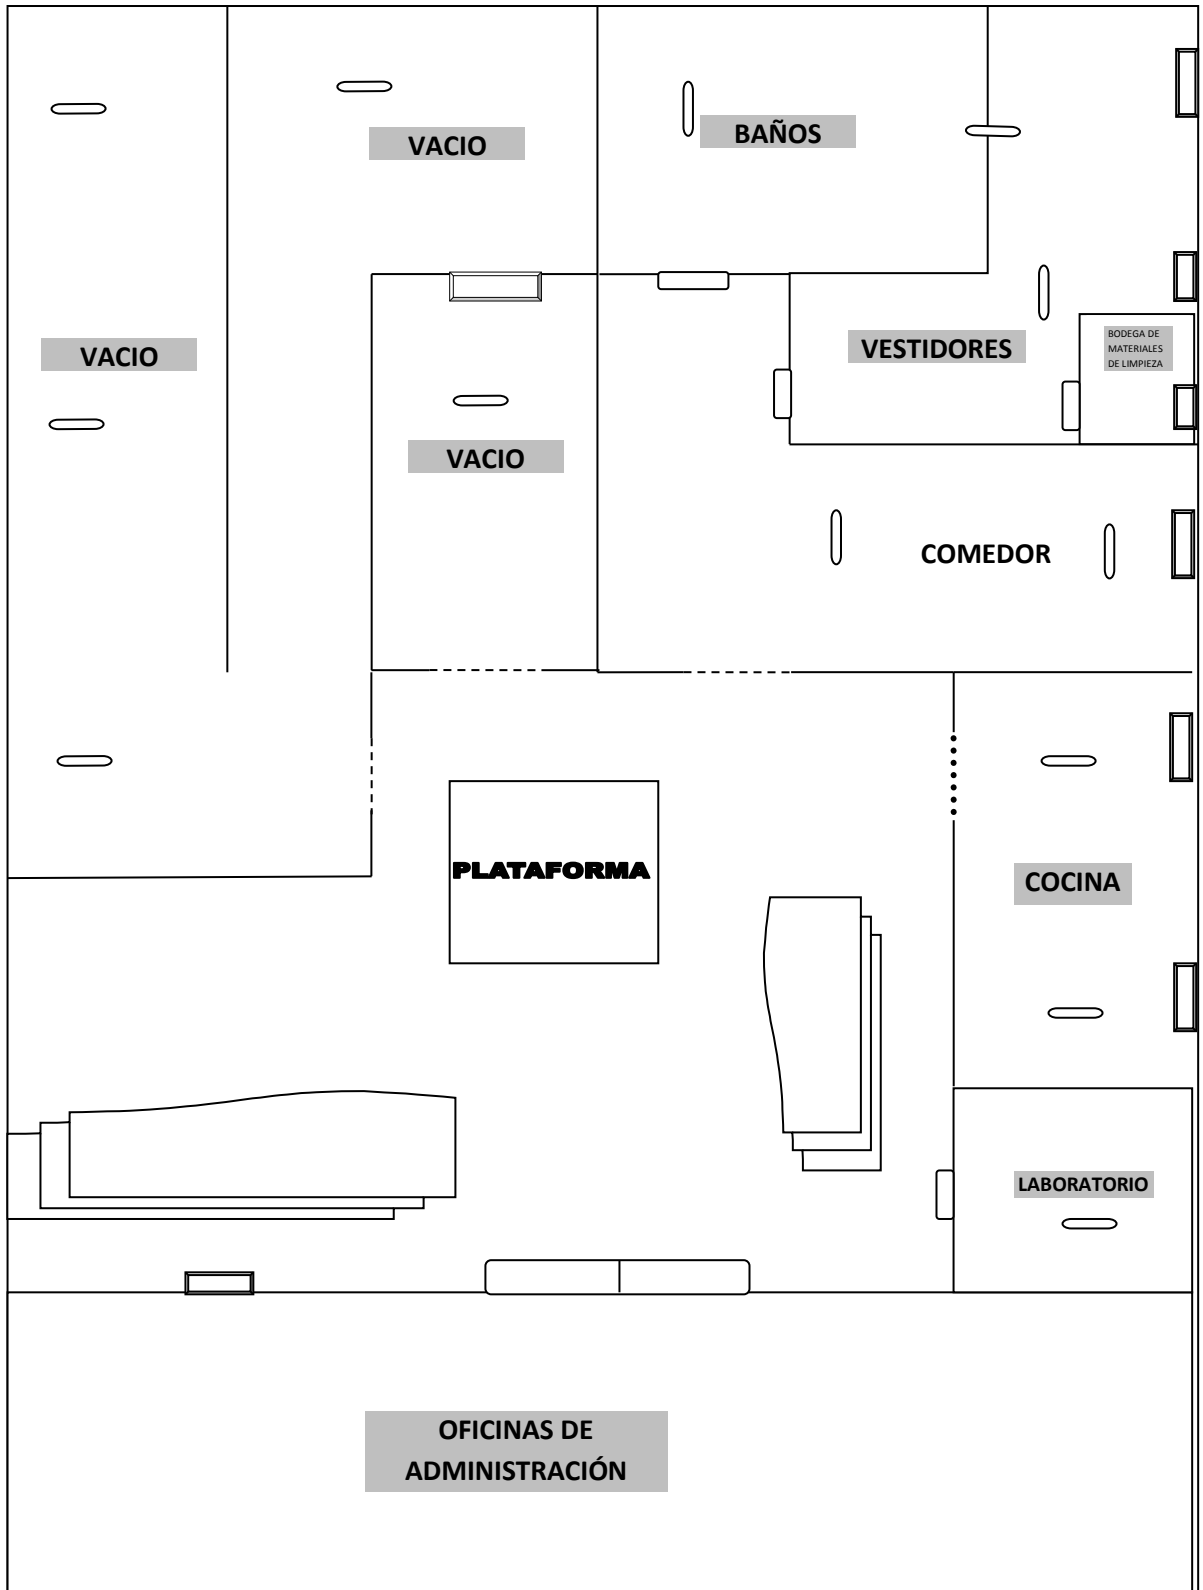 BAÑOS
VACIO
VESTIDORES
BODEGA DE
MATERIALES
DE LIMPIEZA
VACIO
VACIO
COMEDOR
PLATAFORMA
COCINA
LABORATORIO
OFICINAS DE
ADMINISTRACIÓN